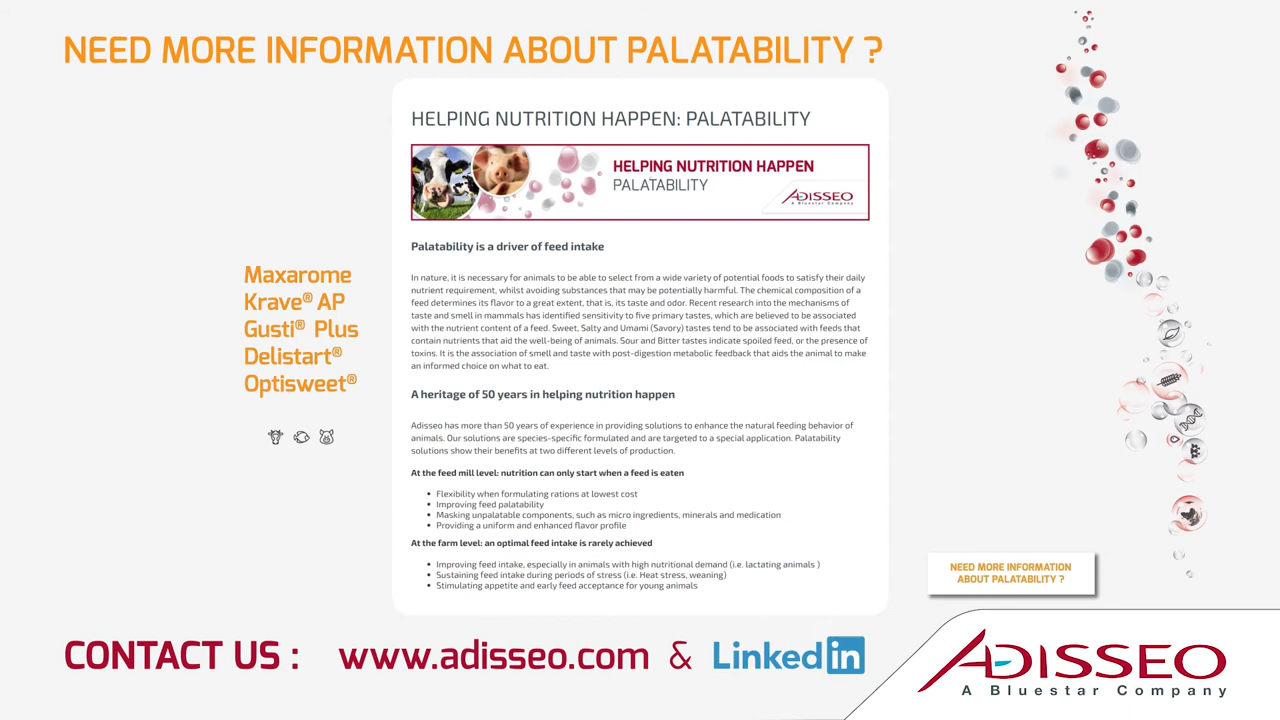 NEED MORE INFORMATION ABOUT PALATABILITY ?
HELPING NUTRITION HAPPEN: PALATABILITY
HELPING NUTRITION HAPPEN
PALATABILITY
ADISSEO
A Bluestar Company
Palatability is a driver of feed intake
In nature, it is necessary for animals to be able to select from a wide variety of potential foods to satisfy their daily
nutrient requirement, whilst avoiding substances that may be potentially harmful. The chemical composition of a
feed determines its flavor to a great extent, that is, its taste and odor. Recent research into the mechanisms of
taste and smell in mammals has identified sensitivity to five primary tastes, which are believed to be associated
with the nutrient content of a feed. Sweet, Salty and Umami (Savory) tastes tend to be associated with feeds that
contain nutrients that aid the well-being of animals. Sour and Bitter tastes indicate spoiled feed, or the presence of
toxins. It is the association of smell and taste with post-digestion metabolic feedback that aids the animal to make
an informed choice on what to eat.
A heritage of 50 years in helping nutrition happen
Adisseo has more than 50 years of experience in providing solutions to enhance the natural feeding behavior of
animals. Our solutions are species-specific formulated and are targeted to a special application. Palatability
solutions show their benefits at two different levels of production.
At the feed mill level: nutrition can only start when a feed is eaten
• Flexibility when formulating rations at lowest cost
• Improving feed palatability
• Masking unpalatable components, such as micro ingredients, minerals and medication
• Providing a uniform and enhanced flavor profile
At the farm level: an optimal feed intake is rarely achieved
• Improving feed intake, especially in animals with high nutritional demand (i.e. lactating animals )
• Sustaining feed intake during periods of stress (i.e. Heat stress, weaning)
• Stimulating appetite and early feed acceptance for young animals
Maxarome
Krave® AP
Gusti® Plus
Delistart®
Optisweet®
NEED MORE INFORMATION
ABOUT PALATABILITY ?
CONTACT US : www.adisseo.com & Linked in
ADISSEO
A Bluestar Company